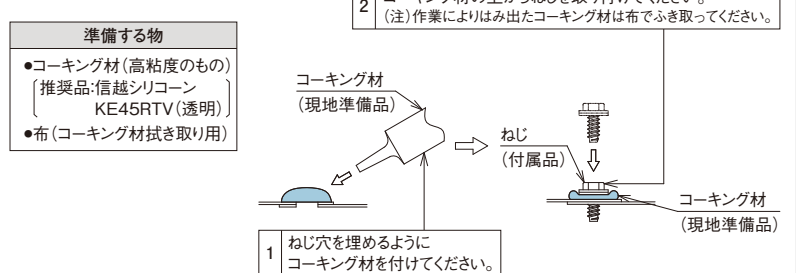 2
コーキング材の上からねじを取り付けてください。
(注)作業によりはみ出たコーキング材は布でふき取ってください。
準備する物
●コーキング材(高粘度のもの)
推奨品:信越シリコーン
KE45RTV(透明)
●布(コーキング材拭き取り用)
コーキング材
(現地準備品)
ねじ
(付属品)
コーキング材
(現地準備品)
1
ねじ穴を埋めるように
コーキング材を付けてください。